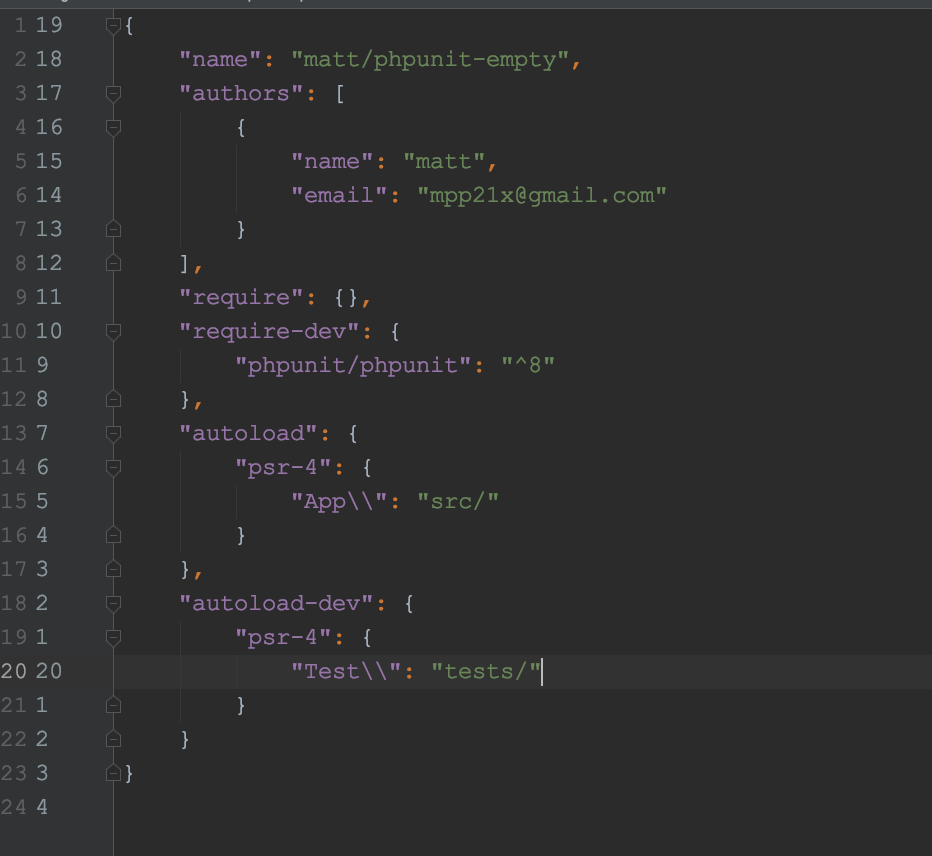 1 19 {
2 18     "name": "matt/phpunit-empty",
3 17     "authors": [
4 16         {
5 15             "name": "matt",
6 14             "email": "mpp21x@gmail.com"
7 13         }
8 12     ],
9 11     "require": {},
10 10     "require-dev": {
11 9         "phpunit/phpunit": "^8"
12 8     },
13 7     "autoload": {
14 6         "psr-4": {
15 5             "App\\": "src/"
16 4         }
17 3     },
18 2     "autoload-dev": {
19 1         "psr-4": {
20 20             "Test\\": "tests/"
21 1         }
22 2     }
23 3 }
24 4